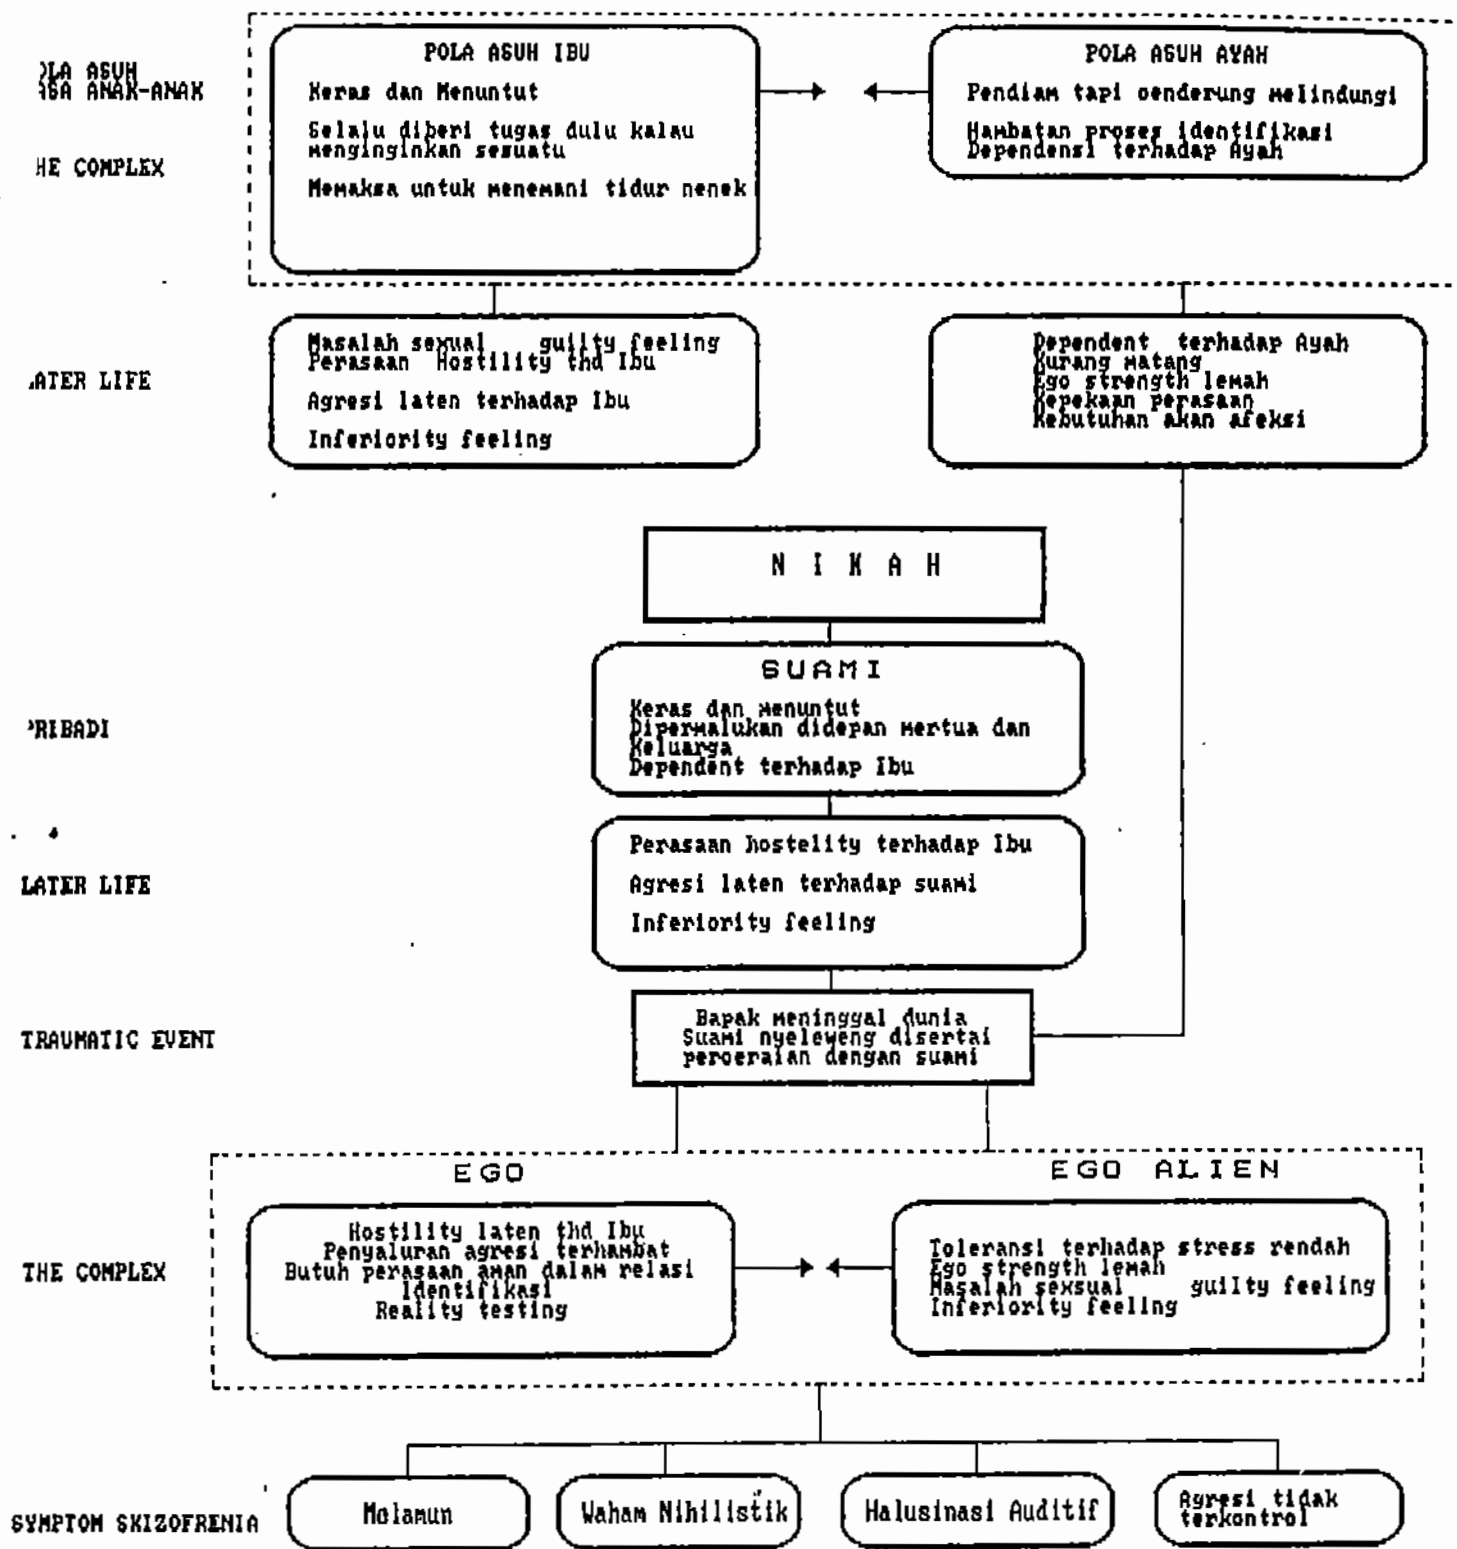 POLA ASUH IBU
Keras dan Menuntut
Selalu diberi tugas dulu kalau
menginginkan sesuatu
Memaksa untuk menemani tidur nenek
POLA ASUH AYAH
Pendiam tapi cenderung melindungi
Hambatan proses identifikasi
Dependensi terhadap Ayah
OLA ASUH
ASA ANAK-ANAK
HE COMPLEX
Masalah sexual guilty feeling
Perasaan Hostility thd Ibu
Agresi laten terhadap Ibu
Inferiority feeling
Dependent terhadap Ayah
Kurang matang
Ego strength lemah
Kepekaan perasaan
Kebutuhan akan afeksi
ATER LIFE
N I K A H
SUAMI
Keras dan menuntut
Dipermalukan didepan mertua dan
Keluarga
Dependent terhadap Ibu
PRIBADI
Perasaan hostelity terhadap Ibu
Agresi laten terhadap suami
Inferiority feeling
LATER LIFE
Bapak meninggal dunia
Suami nyeleweng disertai
perceraian dengan suami
TRAUMATIC EVENT
EGO
Hostility laten thd Ibu
Penyaluran agresi terhambat
Butuh perasaan aman dalam relasi
Identifikasi
Reality testing
EGO ALIEN
Toleransi terhadap stress rendah
Ego strength lemah
Masalah sexsual guilty feeling
Inferiority feeling
THE COMPLEX
SYMPTOM SKIZOFRENIA
Molamun
Waham Nihilistik
Halusinasi Auditif
Agresi tidak
terkontrol